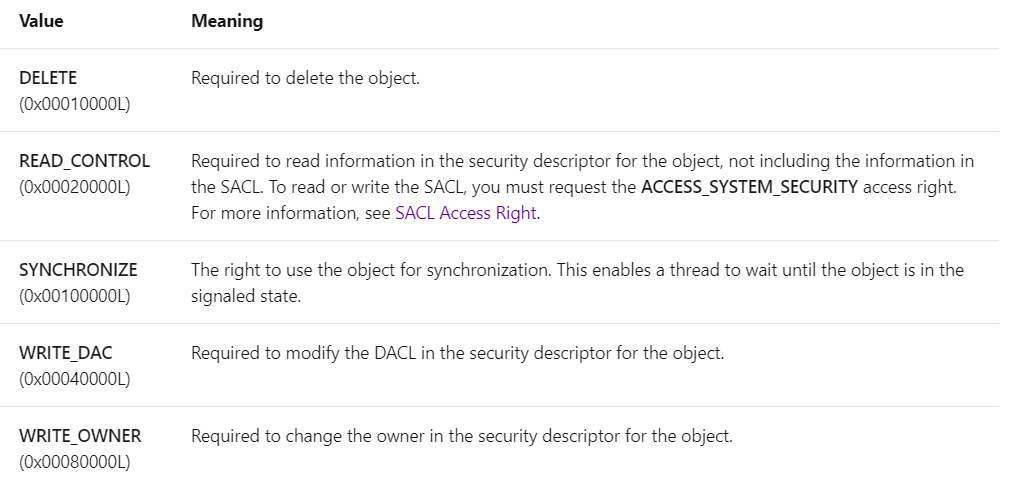 Value Meaning
DELETE Required to delete the object.
(0x00010000L)
READ_CONTROL Required to read information in the security descriptor for the object, not including the information in
(0x00020000L) the SACL. To read or write the SACL, you must request the ACCESS_SYSTEM_SECURITY access right.
For more information, see SACL Access Right.
SYNCHRONIZE The right to use the object for synchronization. This enables a thread to wait until the object is in the
(0x00100000L) signaled state.
WRITE_DAC Required to modify the DACL in the security descriptor for the object.
(0x00040000L)
WRITE_OWNER Required to change the owner in the security descriptor for the object.
(0x00080000L)